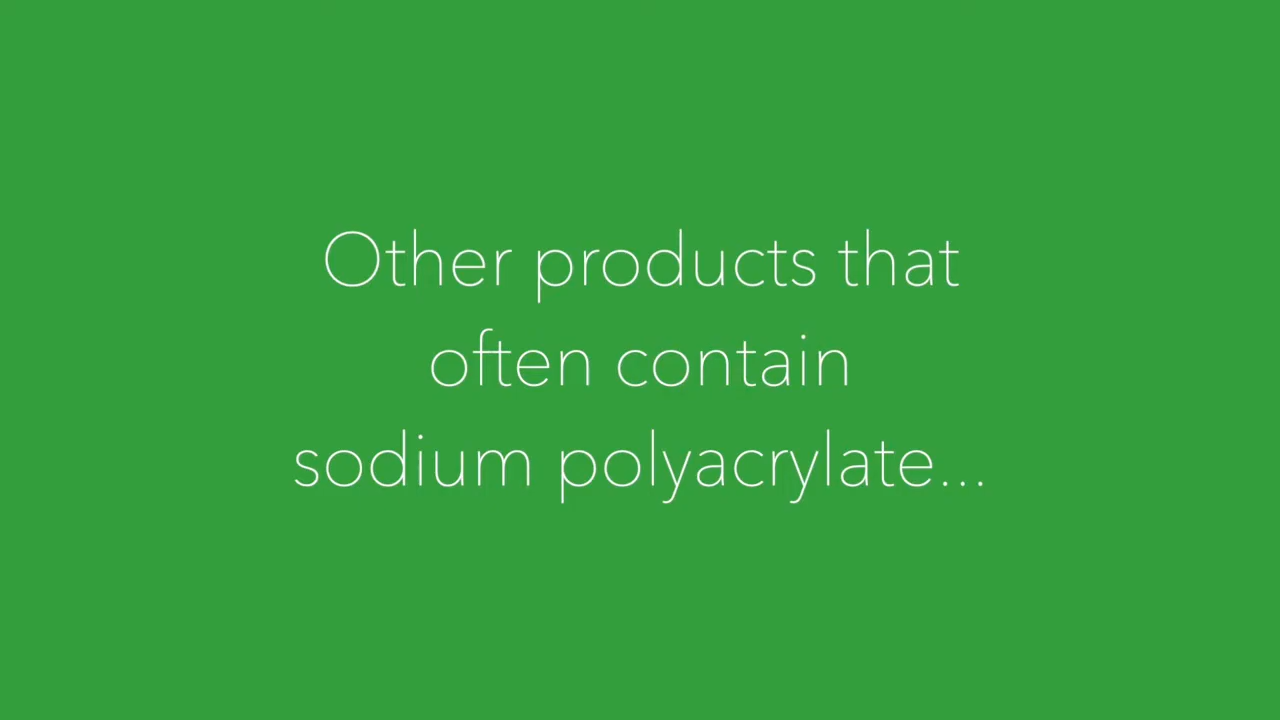 Other products that
often contain
sodium polyacrylate...